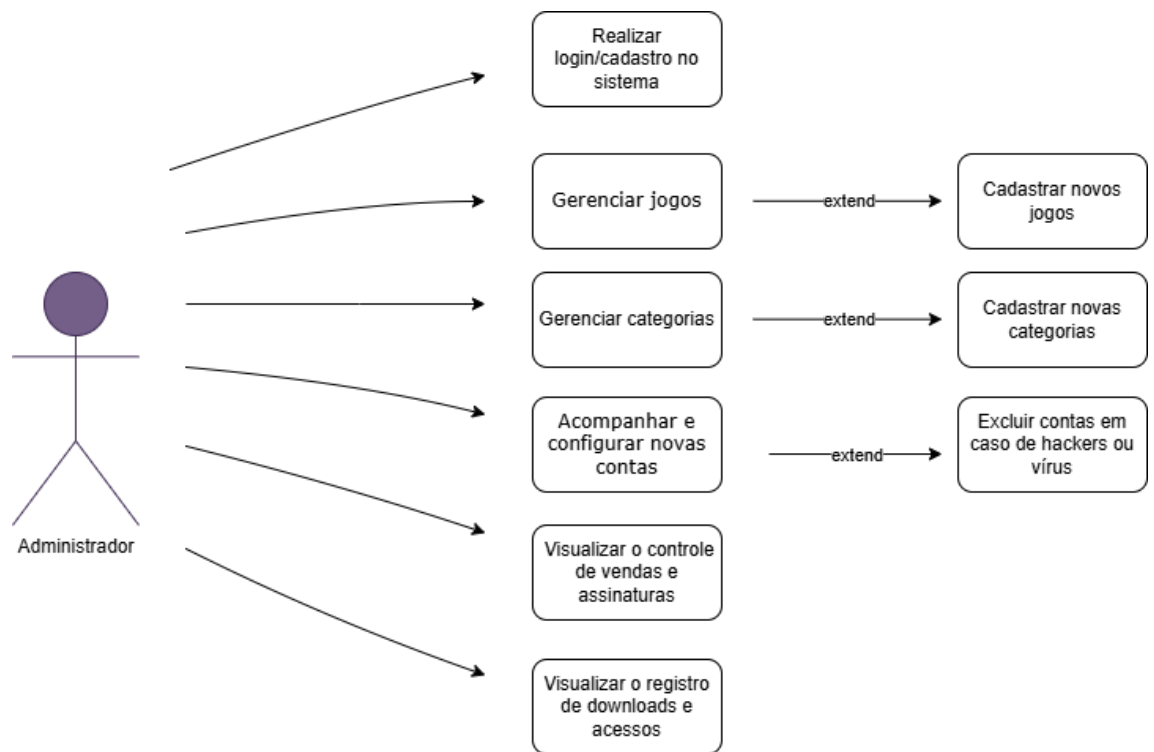 Realizar
login/cadastro no
sistema
Gerenciar jogos
extend
Cadastrar novos
jogos
Gerenciar categorias
extend
Cadastrar novas
categorias
Acompanhar e
configurar novas
contas
extend
Excluir contas em
caso de hackers ou
vírus
Administrador
Visualizar o controle
de vendas e
assinaturas
Visualizar o registro
de downloads e
acessos